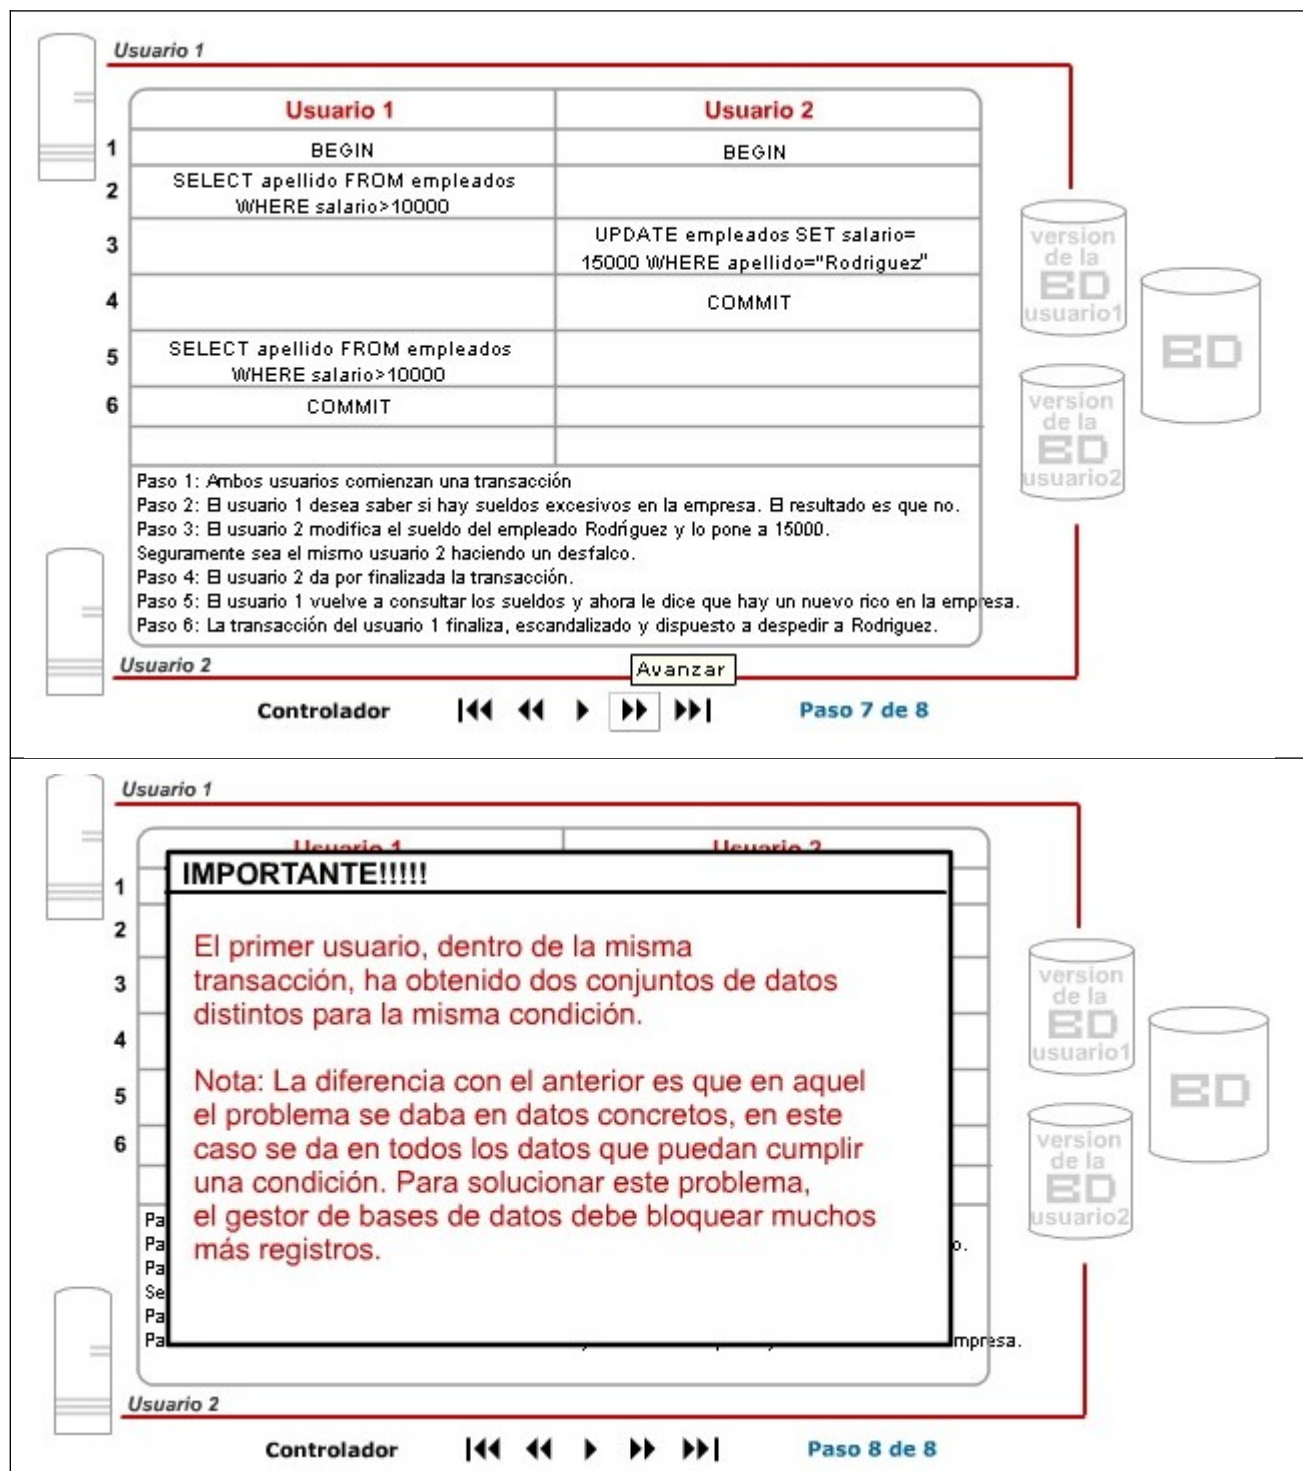 Usuario 1
Usuario 1 Usuario 2
1 BEGIN BEGIN
2 SELECT apellido FROM empleados
WHERE salario>10000
3 UPDATE empleados SET salario=
15000 WHERE apellido="Rodriguez"
4 COMMIT
5 SELECT apellido FROM empleados
WHERE salario>10000
6 COMMIT
version
de la
BD
usuario1
BD
version
de la
BD
usuario2
Paso 1: Ambos usuarios comienzan una transacción
Paso 2: El usuario 1 desea saber si hay sueldos excesivos en la empresa. El resultado es que no.
Paso 3: El usuario 2 modifica el sueldo del empleado Rodríguez y lo pone a 15000.
Seguramente sea el mismo usuario 2 haciendo un desfalco.
Paso 4: El usuario 2 da por finalizada la transacción.
Paso 5: El usuario 1 vuelve a consultar los sueldos y ahora le dice que hay un nuevo rico en la empresa.
Paso 6: La transacción del usuario 1 finaliza, escandalizado y dispuesto a despedir a Rodriguez.
Usuario 2
Avanzar
Controlador Paso 7 de 8
Usuario 1
Usuario 1 Usuario 2
IMPORTANTE!!!!!
1
2
3
4
5
6
El primer usuario, dentro de la misma
transacción, ha obtenido dos conjuntos de datos
distintos para la misma condición.
Nota: La diferencia con el anterior es que en aquel
el problema se daba en datos concretos, en este
caso se da en todos los datos que puedan cumplir
una condición. Para solucionar este problema,
el gestor de bases de datos debe bloquear muchos
más registros.
version
de la
BD
usuario1
BD
version
de la
BD
usuario2
Pa
Pa o.
Pa
Se
Pa
Pa mpresa.
Usuario 2
Controlador Paso 8 de 8